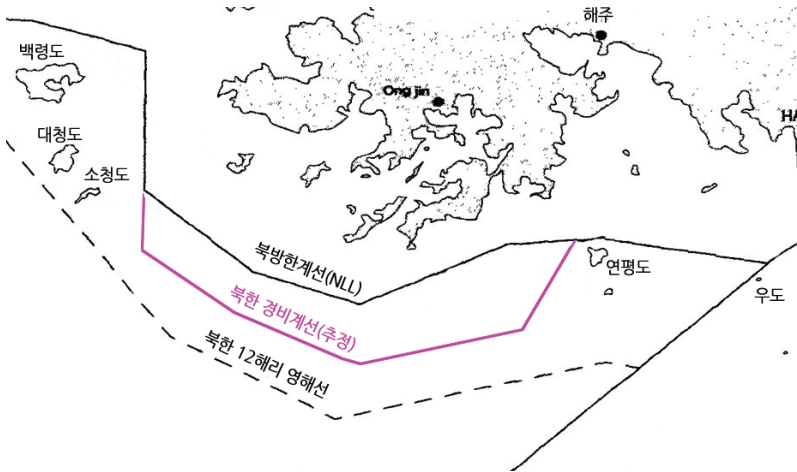 해주
백령도
Ong jin
HA
대청도
소청도
북방한계선(NLL)
연평도
우도
북한 경비계선(추정)
북한 12해리 영해선